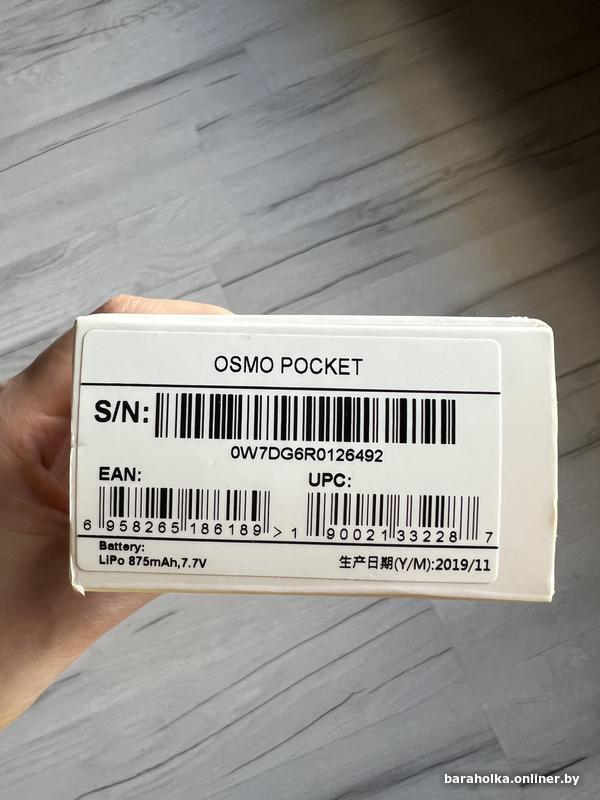 OSMO POCKET
S/N:
0W7DG6R0126492
EAN:
UPC:
6 958265 186189 >
1 90021 33228 7
Battery:
LiPo 875mAh,7.7V
生产日期(Y/M):2019/11
baraholka.onliner.by